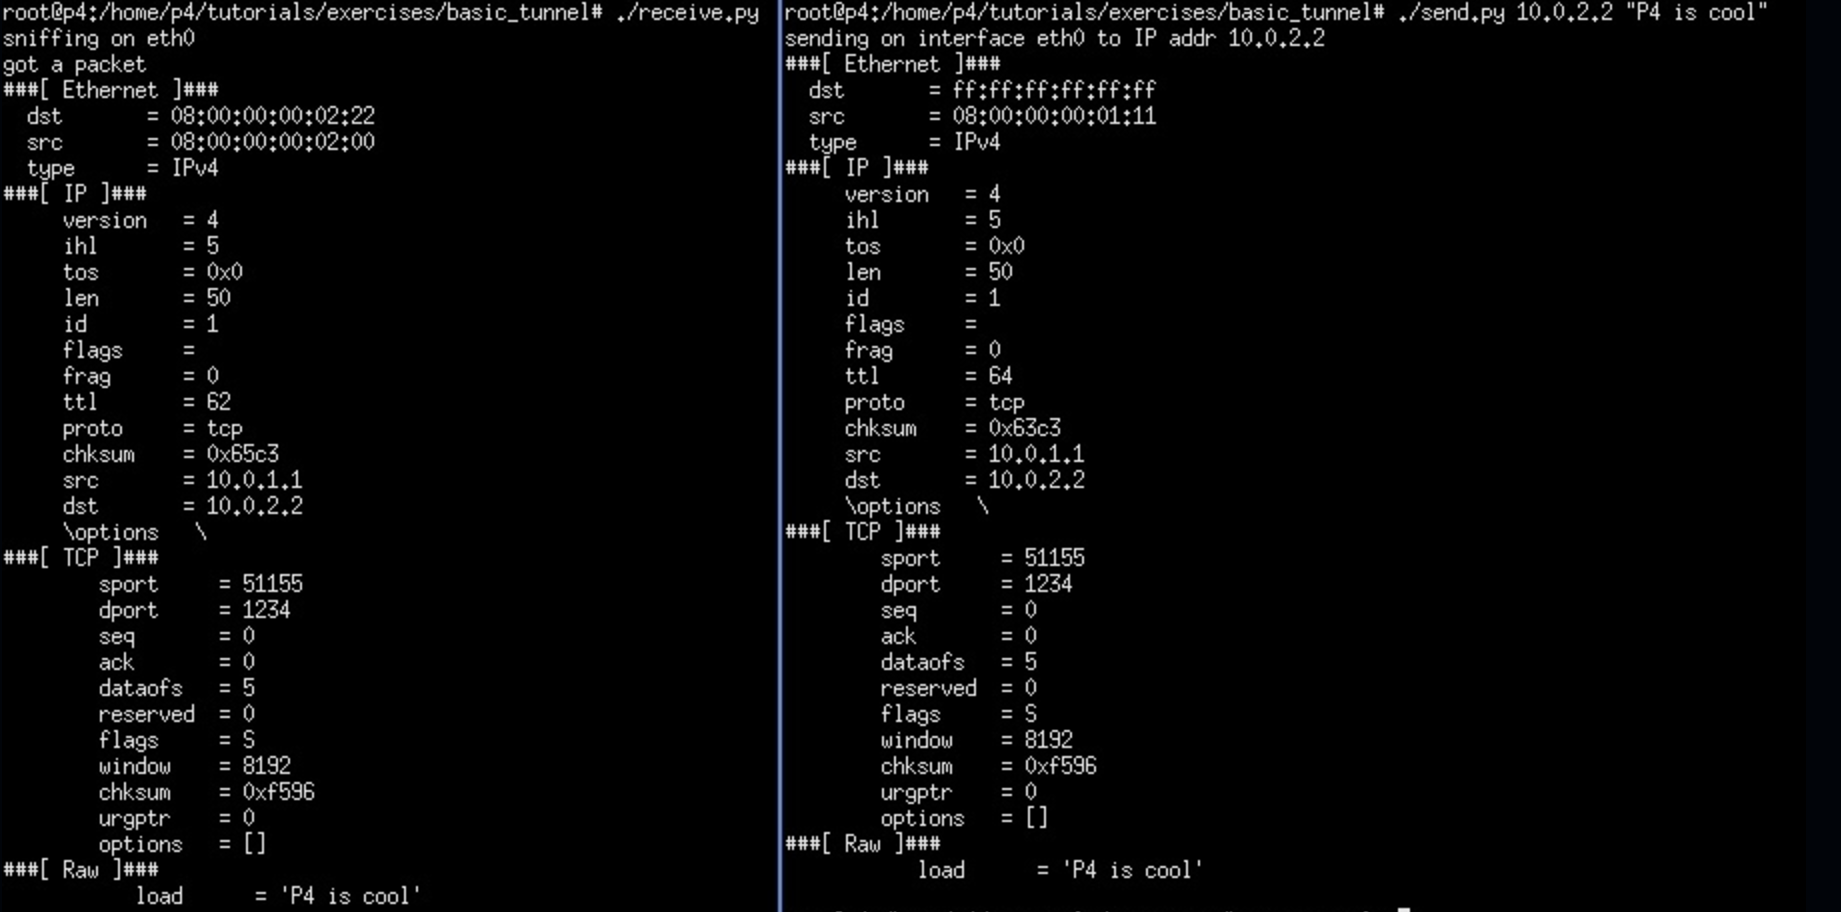 root@p4:/home/p4/tutorials/exercises/basic_tunnel# ./receive.py
sniffing on eth0
got a packet
###[ Ethernet ]###
  dst       = 08:00:00:00:02:22
  src       = 08:00:00:00:02:00
  type      = IPv4
###[ IP ]###
     version   = 4
     ihl       = 5
     tos       = 0x0
     len       = 50
     id        = 1
     flags     =
     frag      = 0
     ttl       = 62
     proto     = tcp
     chksum    = 0x65c3
     src       = 10.0.1.1
     dst       = 10.0.2.2
     \options   \
###[ TCP ]###
        sport     = 51155
        dport     = 1234
        seq       = 0
        ack       = 0
        dataofs   = 5
        reserved  = 0
        flags     = S
        window    = 8192
        chksum    = 0xf596
        urgptr    = 0
        options   = []
###[ Raw ]###
           load      = 'P4 is cool'
root@p4:/home/p4/tutorials/exercises/basic_tunnel# ./send.py 10.0.2.2 "P4 is cool"
sending on interface eth0 to IP addr 10.0.2.2
###[ Ethernet ]###
  dst       = ff:ff:ff:ff:ff:ff
  src       = 08:00:00:00:01:11
  type      = IPv4
###[ IP ]###
     version   = 4
     ihl       = 5
     tos       = 0x0
     len       = 50
     id        = 1
     flags     =
     frag      = 0
     ttl       = 64
     proto     = tcp
     chksum    = 0x63c3
     src       = 10.0.1.1
     dst       = 10.0.2.2
     \options   \
###[ TCP ]###
        sport     = 51155
        dport     = 1234
        seq       = 0
        ack       = 0
        dataofs   = 5
        reserved  = 0
        flags     = S
        window    = 8192
        chksum    = 0xf596
        urgptr    = 0
        options   = []
###[ Raw ]###
           load      = 'P4 is cool'